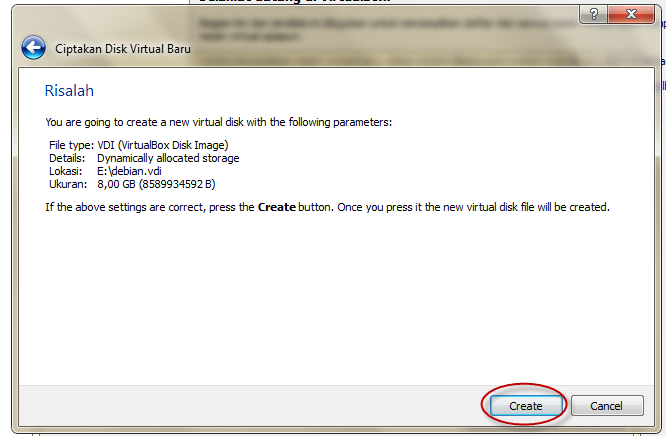 Ciptakan Disk Virtual Baru
Risalah
You are going to create a new virtual disk with the following parameters:
File type: VDI (VirtualBox Disk Image)
Details: Dynamically allocated storage
Lokasi: E:\debian.vdi
Ukuran: 8,00 GB (8589934592 B)
If the above settings are correct, press the Create button. Once you press it the new virtual disk file will be created.
Create Cancel